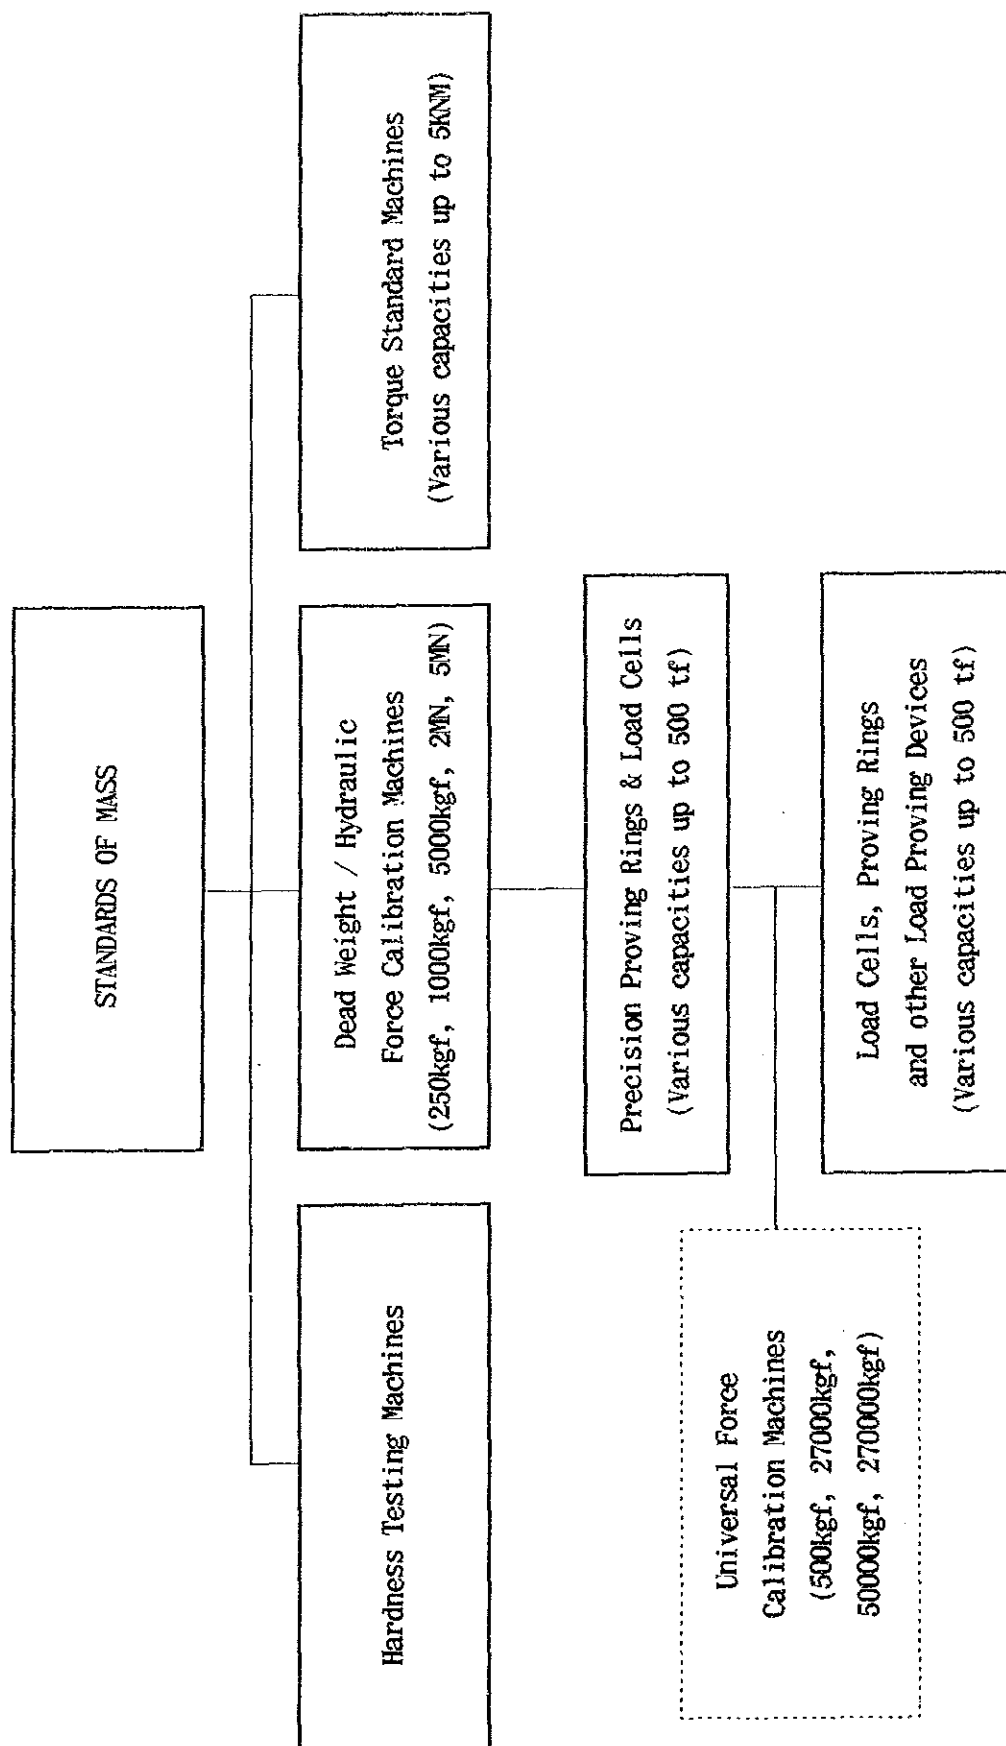 STANDARDS OF MASS
Hardness Testing Machines
Dead Weight / Hydraulic
Force Calibration Machines
(250kgf, 1000kgf, 5000kgf, 2MN, 5MN)
Torque Standard Machines
(Various capacities up to 5KNM)
Precision Proving Rings & Load Cells
(Various capacities up to 500 tf)
Universal Force
Calibration Machines
(500kgf, 27000kgf,
50000kgf, 270000kgf)
Load Cells, Proving Rings
and other Load Proving Devices
(Various capacities up to 500 tf)